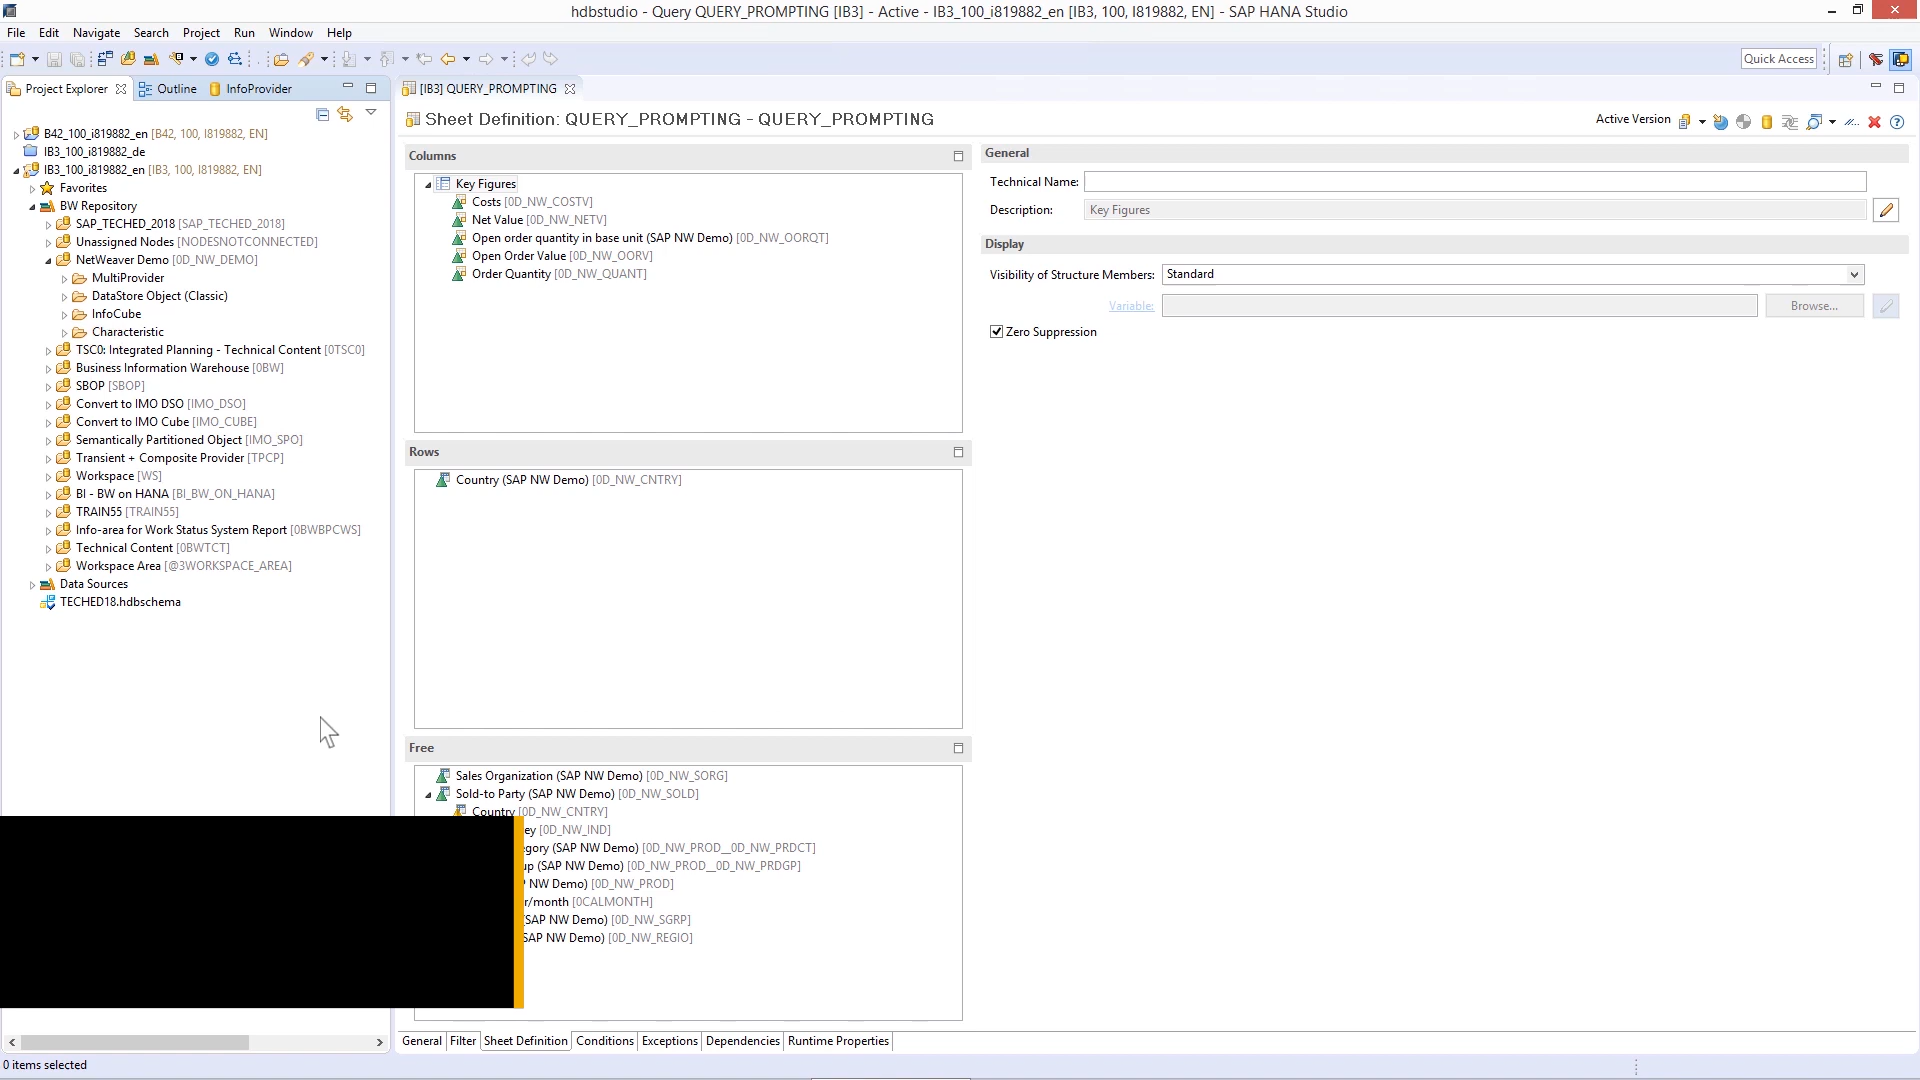 hdbstudio - Query QUERY_PROMPTING [IB3] - Active - IB3_100_i819882_en [IB3, 100, I819882, EN] - SAP HANA Studio
File Edit Navigate Search Project Run Window Help
Quick Access
Project Explorer Outline InfoProvider
B42_100_i819882_en [B42, 100, I819882, EN]
IB3_100_i819882_de
IB3_100_i819882_en [IB3, 100, I819882, EN]
Favorites
BW Repository
SAP_TECHED_2018 [SAP_TECHED_2018]
Unassigned Nodes [NODESNOTCONNECTED]
NetWeaver Demo [0D_NW_DEMO]
MultiProvider
DataStore Object (Classic)
InfoCube
Characteristic
TSC0: Integrated Planning - Technical Content [0TSC0]
Business Information Warehouse [0BW]
SBOP [SBOP]
Convert to IMO DSO [IMO_DSO]
Convert to IMO Cube [IMO_CUBE]
Semantically Partitioned Object [IMO_SPO]
Transient + Composite Provider [TPCP]
Workspace [WS]
BI - BW on HANA [BI_BW_ON_HANA]
TRAIN55 [TRAIN55]
Info-area for Work Status System Report [0BWBPCWS]
Technical Content [0BWTCT]
Workspace Area [@3WORKSPACE_AREA]
Data Sources
TECHED18.hdbschema
[IB3] QUERY_PROMPTING
Sheet Definition: QUERY_PROMPTING - QUERY_PROMPTING
Active Version
Columns
Key Figures
Costs [0D_NW_COSTV]
Net Value [0D_NW_NETV]
Open order quantity in base unit (SAP NW Demo) [0D_NW_OORQT]
Open Order Value [0D_NW_OORV]
Order Quantity [0D_NW_QUANT]
Rows
Country (SAP NW Demo) [0D_NW_CNTRY]
Free
Sales Organization (SAP NW Demo) [0D_NW_SORG]
Sold-to Party (SAP NW Demo) [0D_NW_SOLD]
Country [0D_NW_CNTRY]
ey [0D_NW_IND]
egory (SAP NW Demo) [0D_NW_PROD__0D_NW_PRDCT]
up (SAP NW Demo) [0D_NW_PROD__0D_NW_PRDGP]
NW Demo) [0D_NW_PROD]
r/month [0CALMONTH]
(SAP NW Demo) [0D_NW_SGRP]
SAP NW Demo) [0D_NW_REGIO]
General
Technical Name:
Description: Key Figures
Display
Visibility of Structure Members: Standard
Variable: Browse...
Zero Suppression
General Filter Sheet Definition Conditions Exceptions Dependencies Runtime Properties
0 items selected